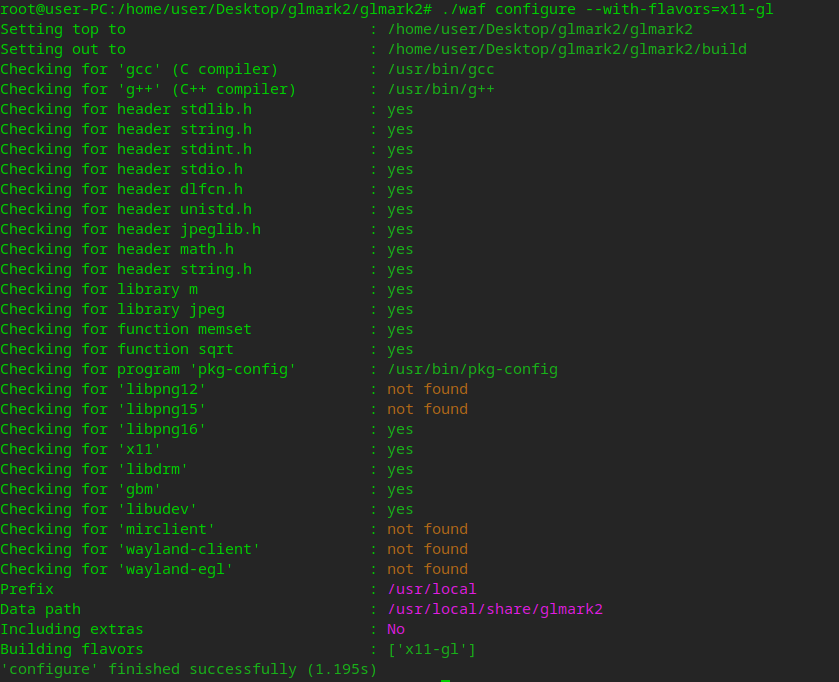 root@user-PC:/home/user/Desktop/glmark2/glmark2# ./waf configure --with-flavors=x11-gl
Setting top to : /home/user/Desktop/glmark2/glmark2
Setting out to : /home/user/Desktop/glmark2/glmark2/build
Checking for 'gcc' (C compiler) : /usr/bin/gcc
Checking for 'g++' (C++ compiler) : /usr/bin/g++
Checking for header stdlib.h : yes
Checking for header string.h : yes
Checking for header stdint.h : yes
Checking for header stdio.h : yes
Checking for header dlfcn.h : yes
Checking for header unistd.h : yes
Checking for header jpeglib.h : yes
Checking for header math.h : yes
Checking for header string.h : yes
Checking for library m : yes
Checking for library jpeg : yes
Checking for function memset : yes
Checking for function sqrt : yes
Checking for program 'pkg-config' : /usr/bin/pkg-config
Checking for 'libpng12' : not found
Checking for 'libpng15' : not found
Checking for 'libpng16' : yes
Checking for 'x11' : yes
Checking for 'libdrm' : yes
Checking for 'gbm' : yes
Checking for 'libudev' : yes
Checking for 'mirclient' : not found
Checking for 'wayland-client' : not found
Checking for 'wayland-egl' : not found
Prefix : /usr/local
Data path : /usr/local/share/glmark2
Including extras : No
Building flavors : ['x11-gl']
'configure' finished successfully (1.195s)